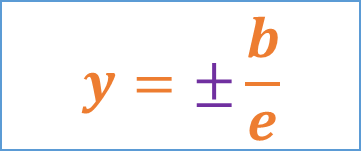 y = ± b/e